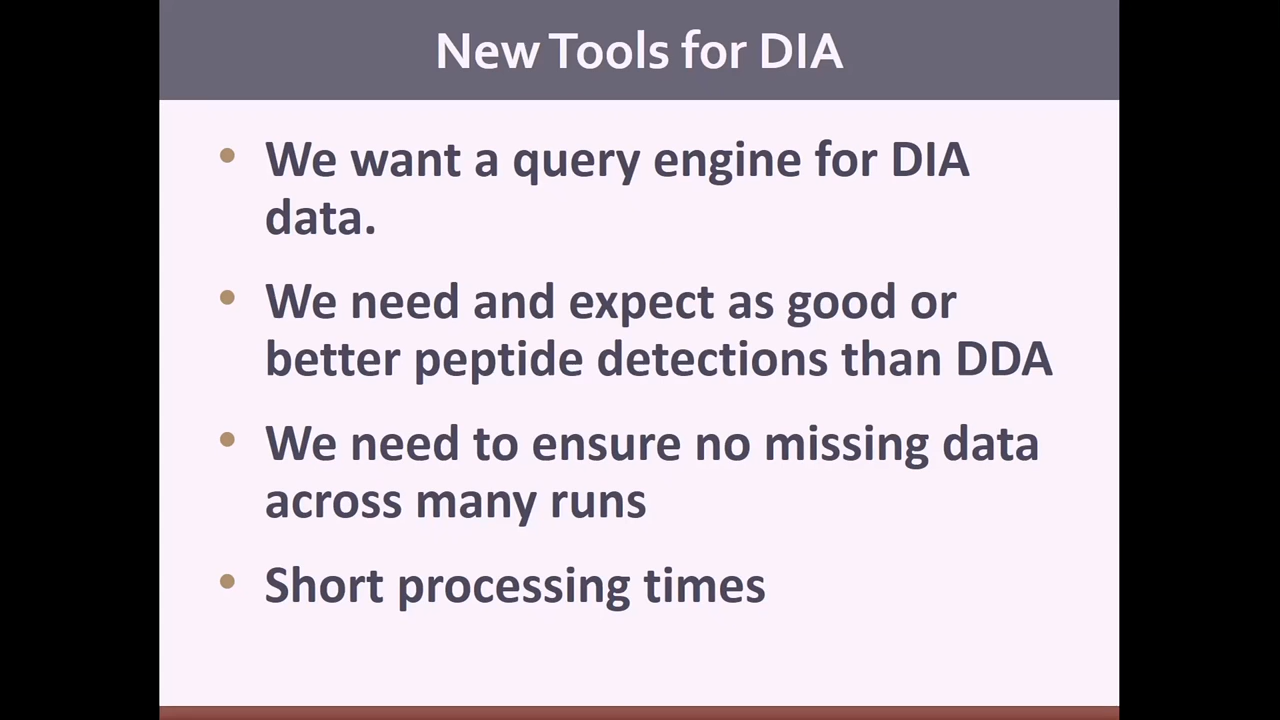 New Tools for DIA
• We want a query engine for DIA
data.
• We need and expect as good or
better peptide detections than DDA
• We need to ensure no missing data
across many runs
• Short processing times